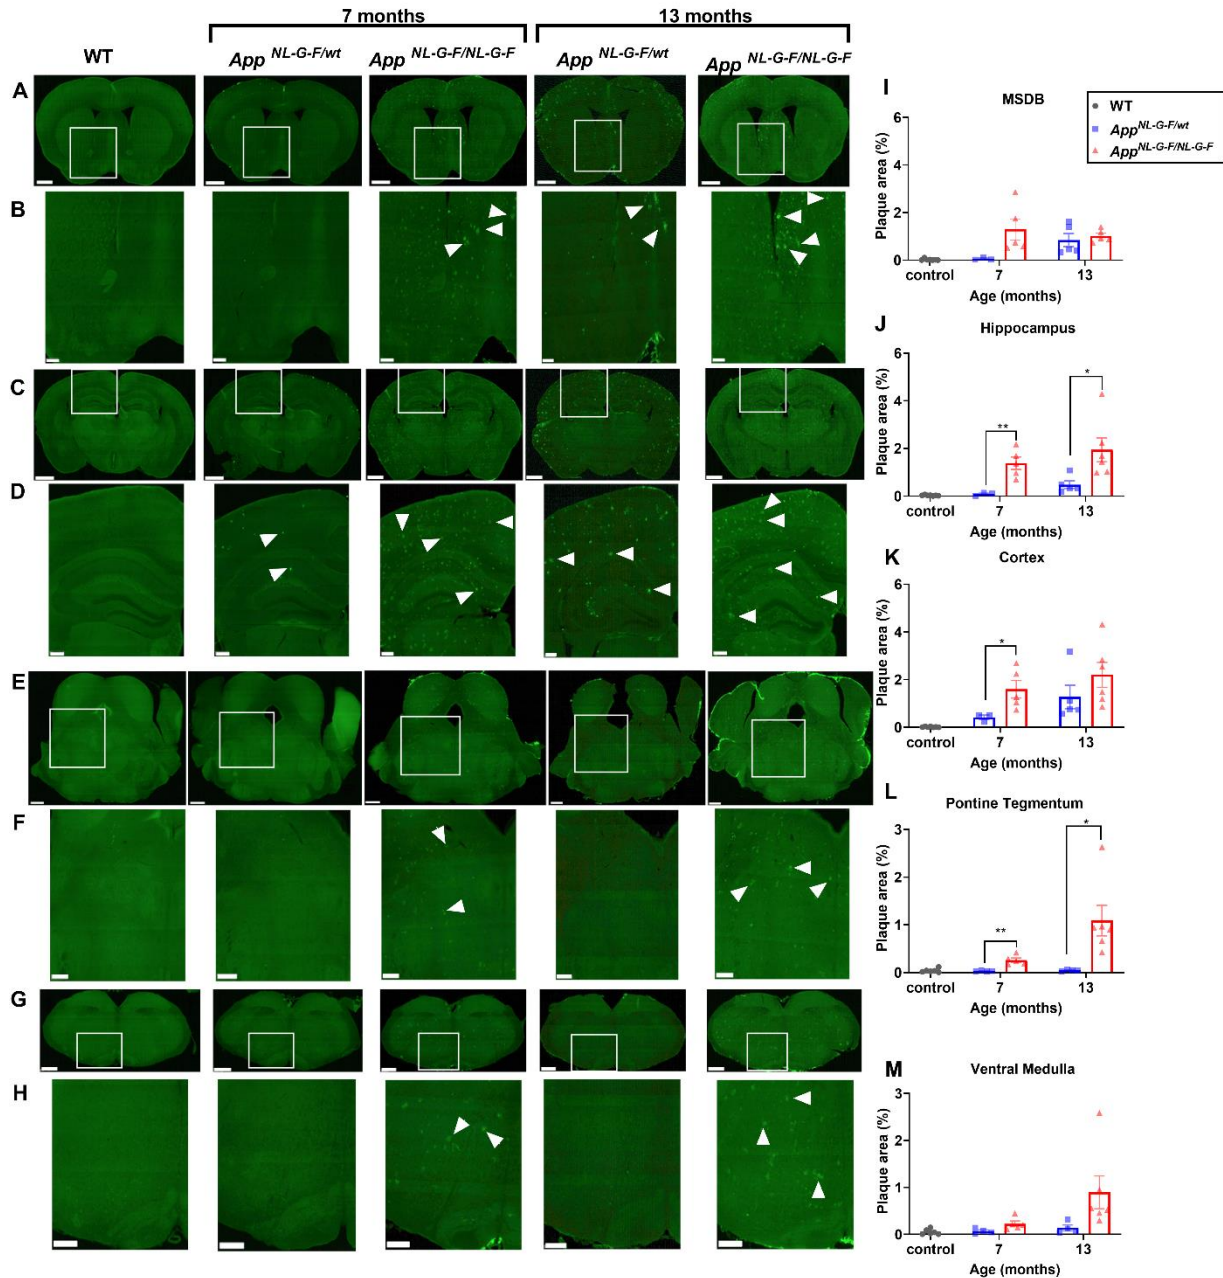 7 months
13 months
WT
App NL-G-F/wt
App NL-G-F/NL-G-F
App NL-G-F/wt
App NL-G-F/NL-G-F
A
B
C
D
E
F
G
H
I
MSDB
WT
App NL-G-F/wt
App NL-G-F/NL-G-F
Plaque area (%)
6
4
2
0
control
7
13
Age (months)
J
Hippocampus
Plaque area (%)
6
4
2
0
**
*
control
7
13
Age (months)
K
Cortex
Plaque area (%)
6
4
2
0
*
control
7
13
Age (months)
L
Pontine Tegmentum
Plaque area (%)
3
2
1
0
**
*
control
7
13
Age (months)
M
Ventral Medulla
Plaque area (%)
3
2
1
0
control
7
13
Age (months)